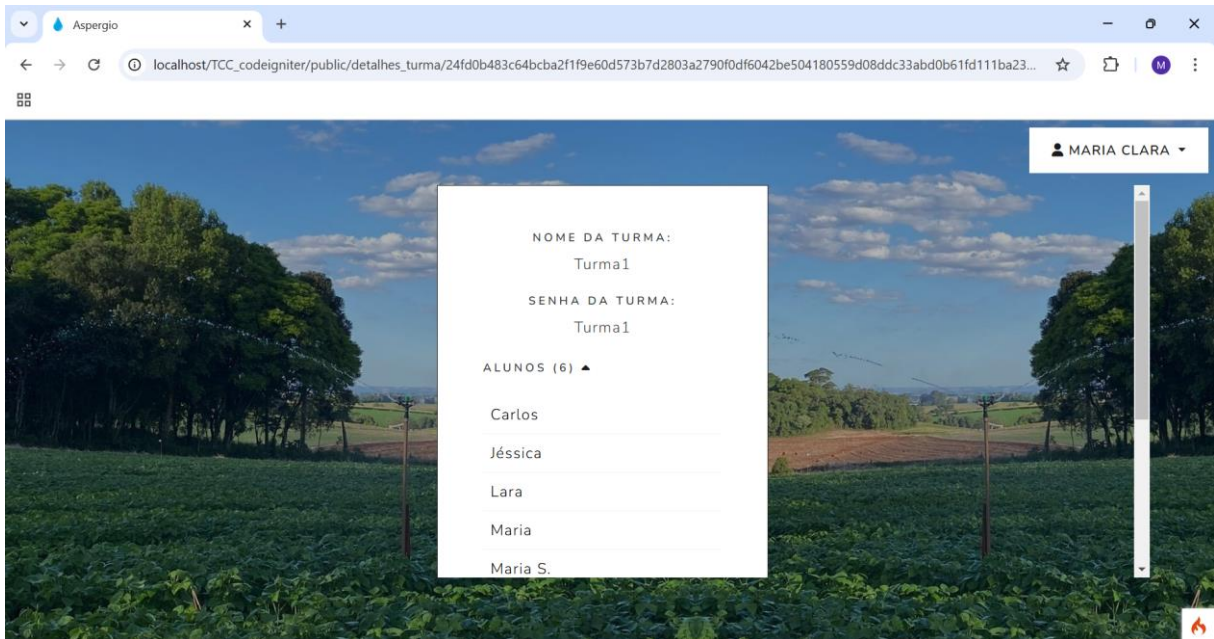 Aspergio
localhost/TCC_codeigniter/public/detalhes_turma/24fd0b483c64bcba2f1f9e60d573b7d2803a2790f0df6042be504180559d08ddc33abd0b61fd111ba23...
M
MARIA CLARA
NOME DA TURMA:
Turma1
SENHA DA TURMA:
Turma1
ALUNOS (6)
Carlos
Jéssica
Lara
Maria
Maria S.